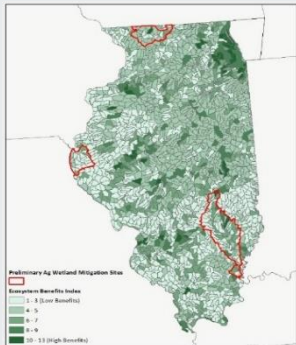 Preliminary Ag Wetland Mitigation Sites
Ecosystem Benefits Index
1 - 3 (Low Benefits)
4 - 5
6 - 7
8 - 9
10 - 13 (High Benefits)